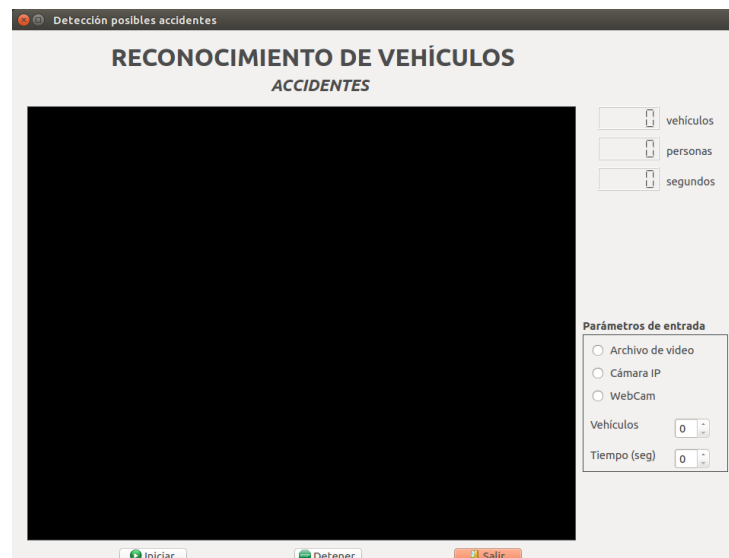 Detección posibles accidentes
RECONOCIMIENTO DE VEHÍCULOS
ACCIDENTES
0 vehículos
0 personas
0 segundos
Parámetros de entrada
Archivo de video
Cámara IP
WebCam
Vehículos 0
Tiempo (seg) 0
Iniciar Detener Salir